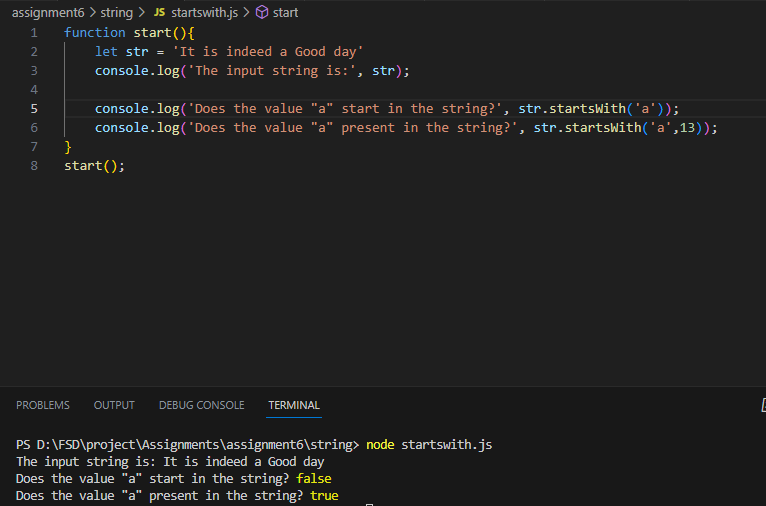 assignment6 > string > JS startswith.js > start
1 function start(){
2 let str = 'It is indeed a Good day'
3 console.log('The input string is:', str);
4
5 console.log('Does the value "a" start in the string?', str.startsWith('a'));
6 console.log('Does the value "a" present in the string?', str.startsWith('a',13));
7 }
8 start();
PROBLEMS OUTPUT DEBUG CONSOLE TERMINAL
PS D:\FSD\project\Assignments\assignment6\string> node startswith.js
The input string is: It is indeed a Good day
Does the value "a" start in the string? false
Does the value "a" present in the string? true